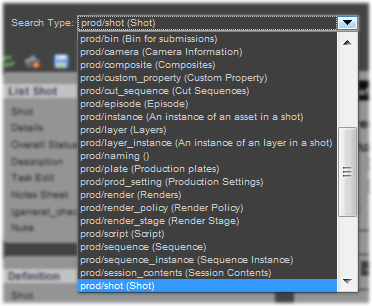 Search Type: prod/shot (Shot)
prod/bin (Bin for submissions)
prod/camera (Camera Information)
prod/composite (Composites)
prod/custom_property (Custom Property)
prod/cut_sequence (Cut Sequences)
prod/episode (Episode)
prod/instance (An instance of an asset in a shot)
prod/layer (Layers)
prod/layer_instance (An instance of an layer in a shot)
prod/naming ()
prod/plate (Production plates)
prod/prod_setting (Production Settings)
prod/render (Renders)
prod/render_policy (Render Policy)
prod/render_stage (Render Stage)
prod/script (Script)
prod/sequence (Sequence)
prod/sequence_instance (Sequence Instance)
prod/session_contents (Session Contents)
prod/shot (Shot)
List Shot
Shot
Details
Overall Status
Description
Task Edit
Notes Sheet
Nuke
Definition
Shot